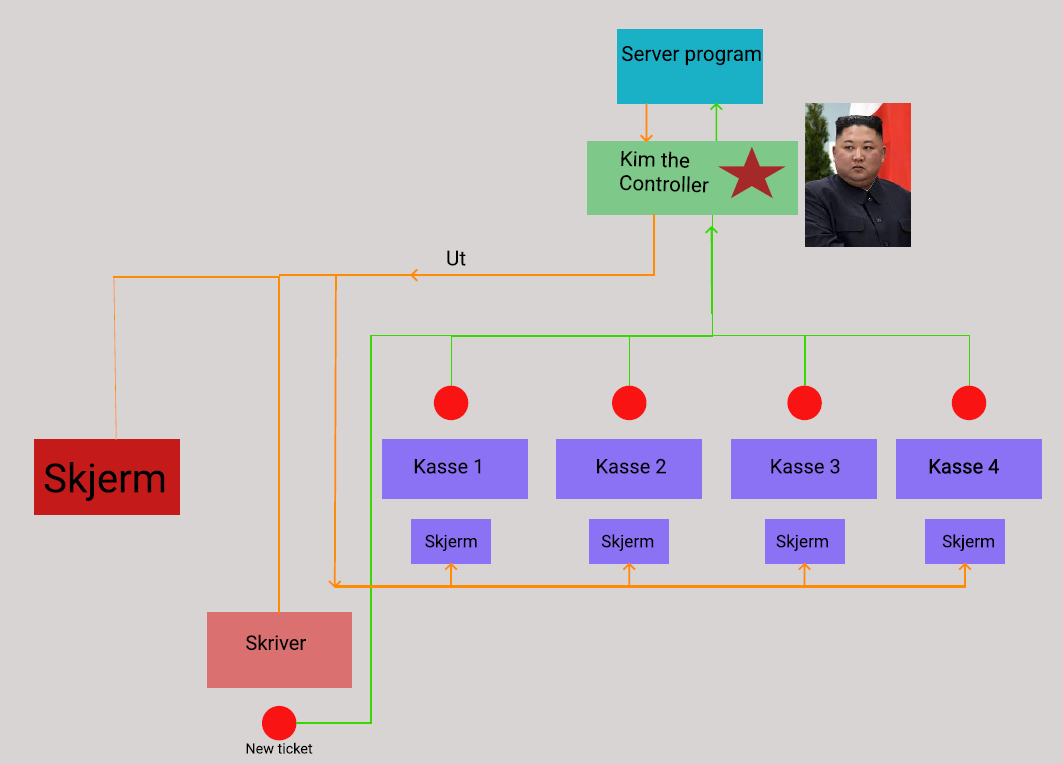 Server program
Kim the
Controller
Ut
Kasse 1
Kasse 2
Kasse 3
Kasse 4
Skjerm
Skjerm
Skjerm
Skjerm
Skjerm
Skriver
New ticket